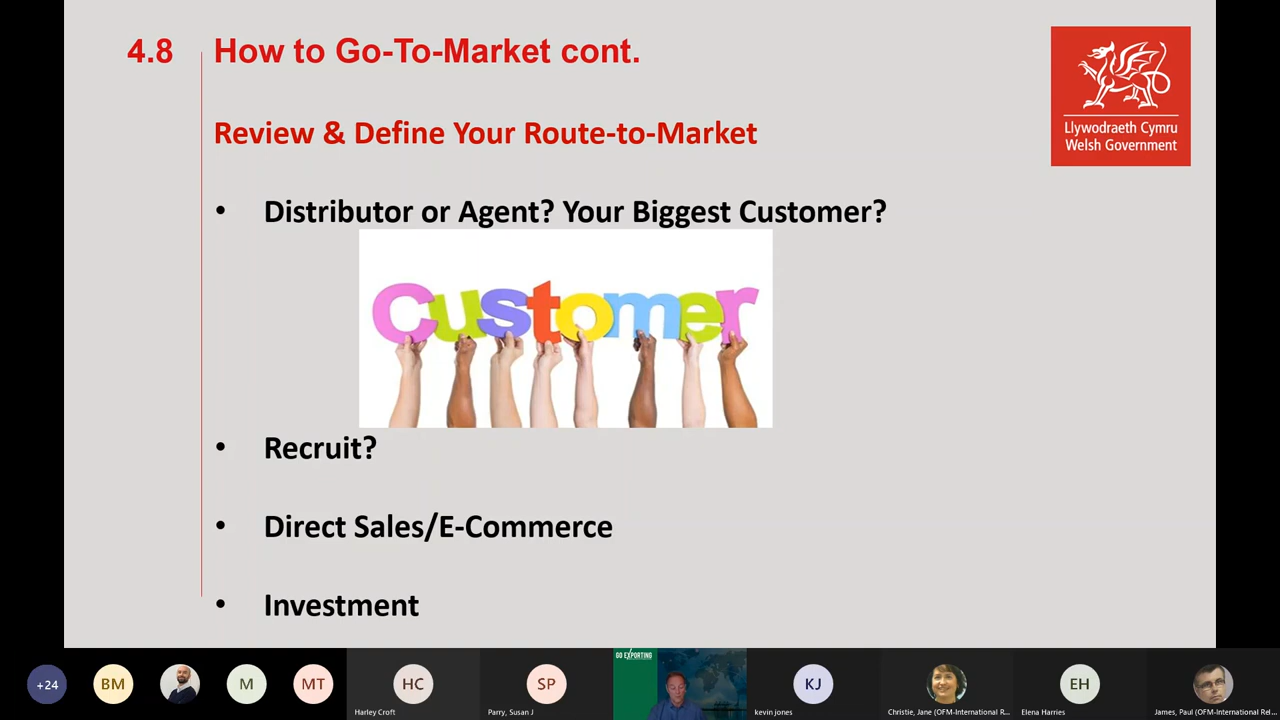 4.8 How to Go-To-Market cont.
Llywodraeth Cymru
Welsh Government
Review & Define Your Route-to-Market
• Distributor or Agent? Your Biggest Customer?
Customer
• Recruit?
• Direct Sales/E-Commerce
• Investment
GO EXPORTING
+24
BM
M
MT
HC
SP
KJ
EH
Harley Croft
Parry, Susan J
kevin jones
Christie, Jane (OFM-International R...
Elena Harries
James, Paul (OFM-International Rel...